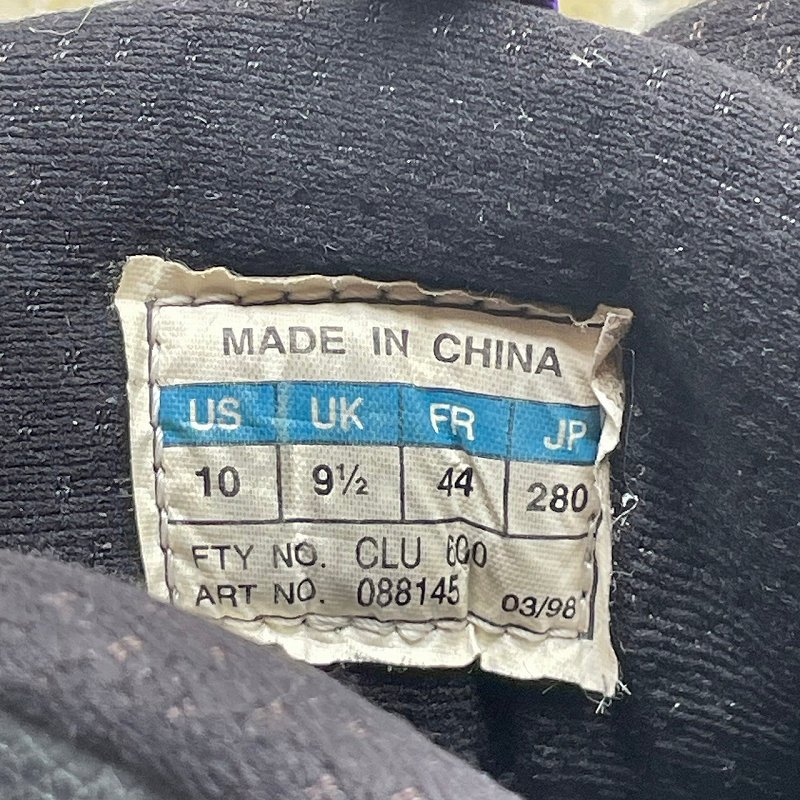 MADE IN CHINA
US UK FR JP
10 9½ 44 280
FTY NO. CLU 600
ART NO. 088145 03/98